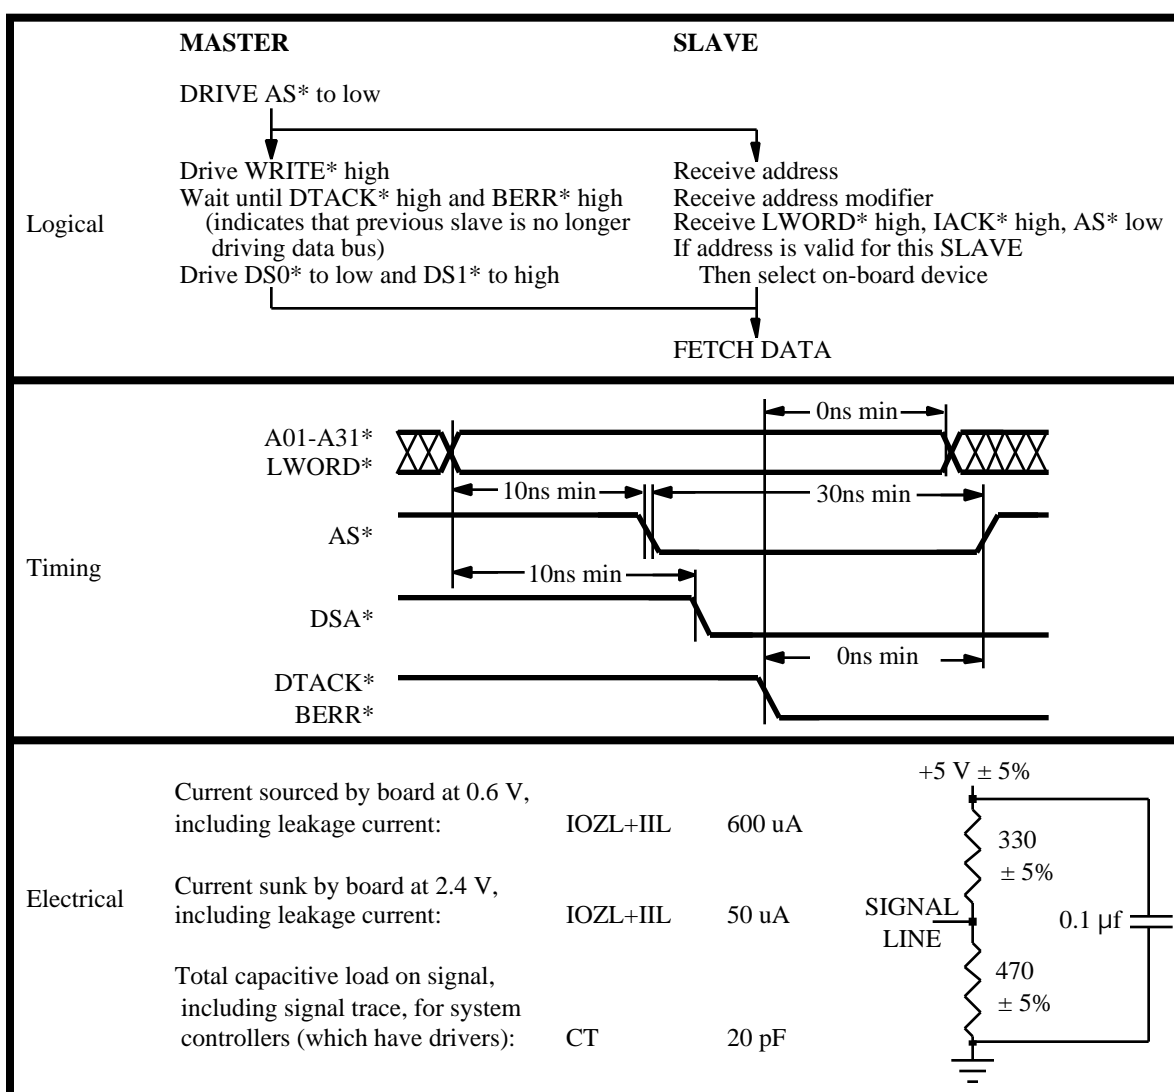 MASTER
SLAVE
DRIVE AS* to low
Drive WRITE* high
Wait until DTACK* high and BERR* high
(indicates that previous slave is no longer
driving data bus)
Drive DS0* to low and DS1* to high
Receive address
Receive address modifier
Receive LWORD* high, IACK* high, AS* low
If address is valid for this SLAVE
Then select on-board device
Logical
FETCH DATA
0ns min
A01-A31*
LWORD*
10ns min
30ns min
AS*
Timing
10ns min
DSA*
0ns min
DTACK*
BERR*
+5 V ± 5%
Current sourced by board at 0.6 V,
including leakage current: IOZL+IIL 600 uA
330
± 5%
Electrical
Current sunk by board at 2.4 V,
including leakage current: IOZL+IIL 50 uA
SIGNAL
LINE
0.1 µf
470
± 5%
Total capacitive load on signal,
including signal trace, for system
controllers (which have drivers): CT 20 pF